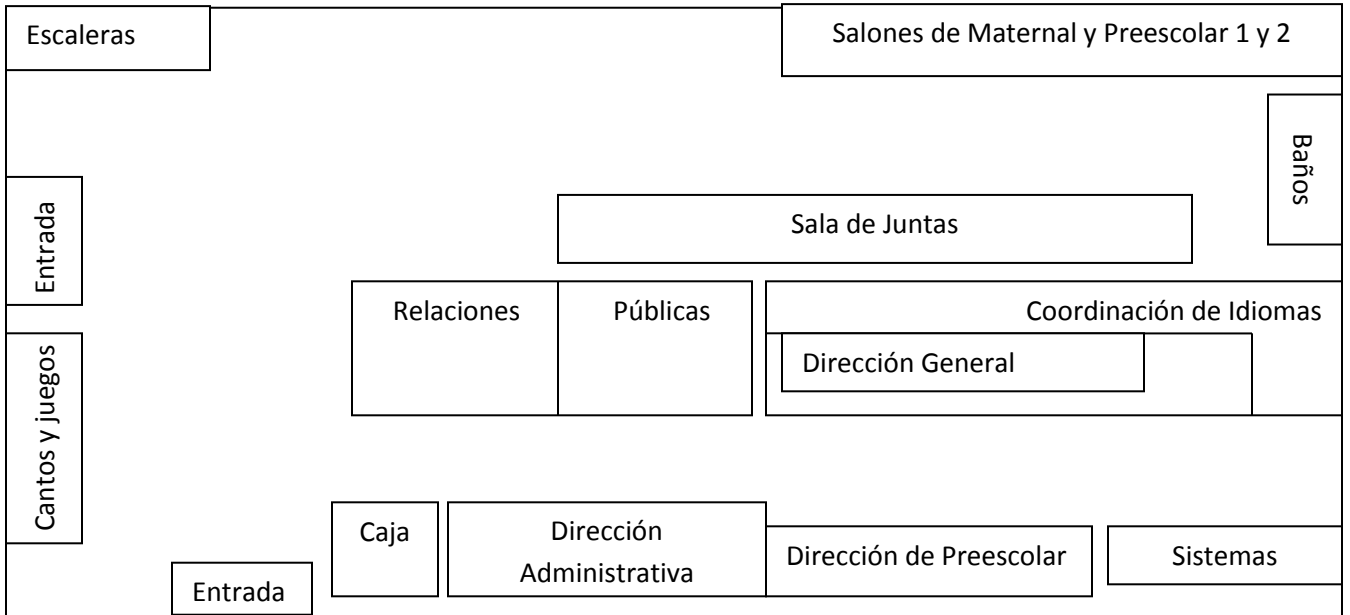 Escaleras
Salones de Maternal y Preescolar 1 y 2
Baños
Entrada
Sala de Juntas
Relaciones Públicas
Coordinación de Idiomas
Dirección General
Cantos y juegos
Caja
Dirección
Administrativa
Dirección de Preescolar
Sistemas
Entrada